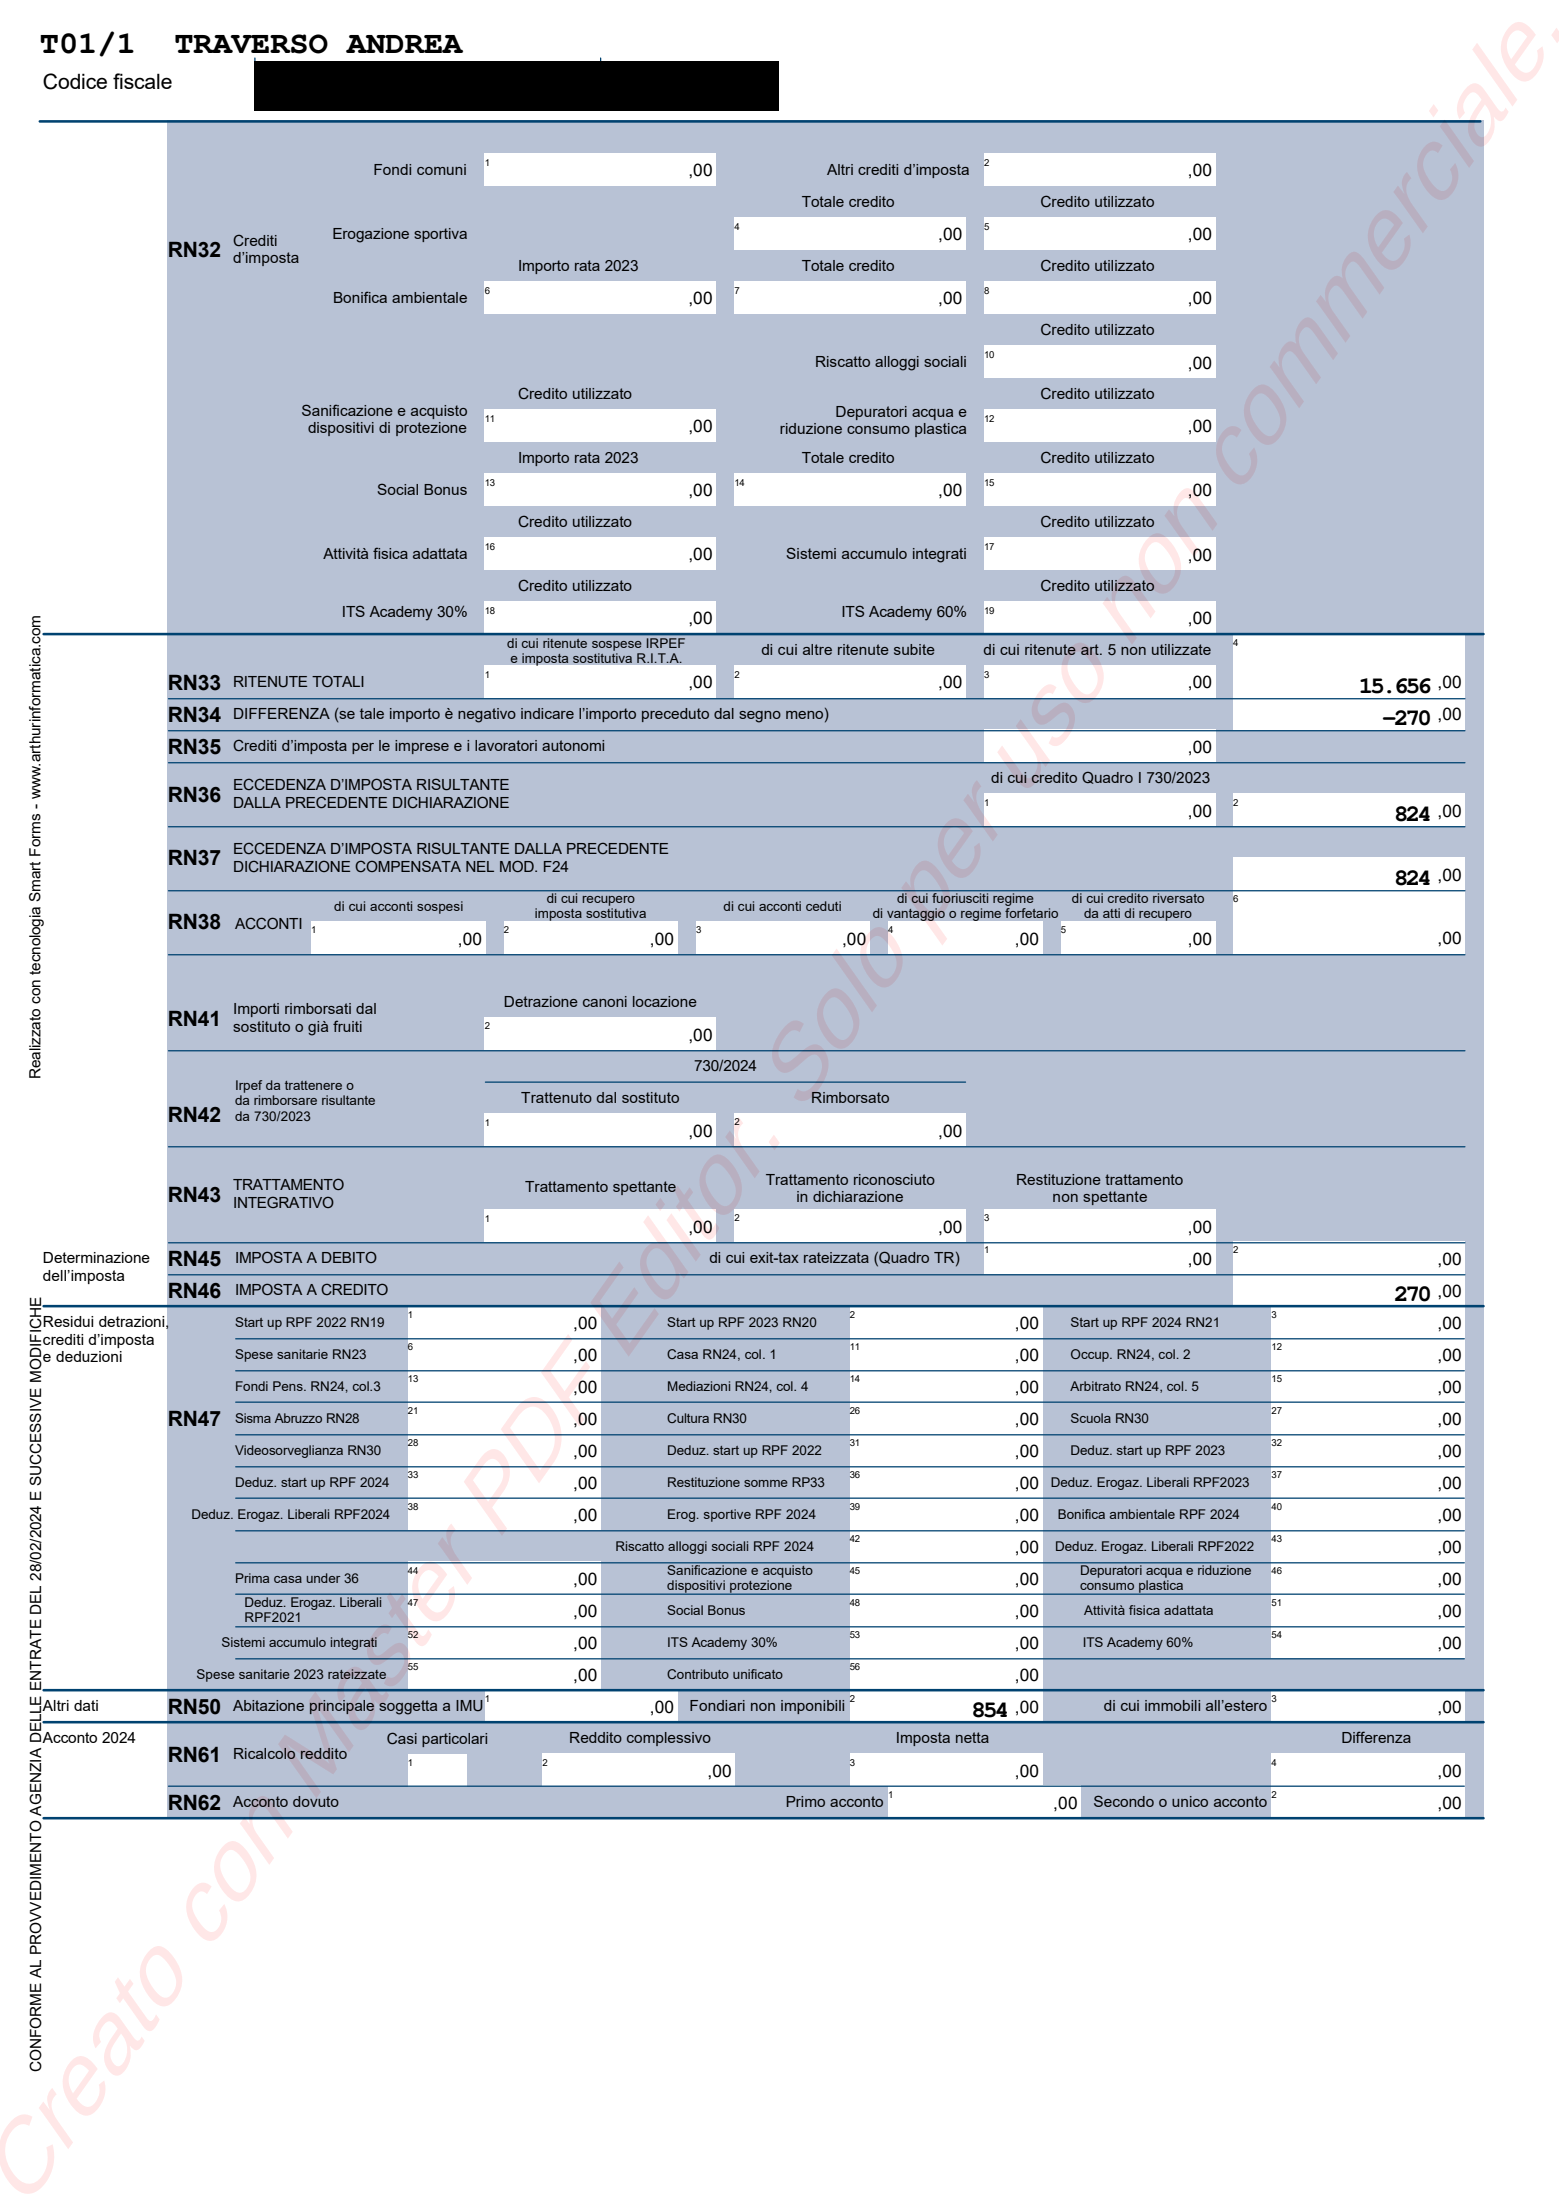 T01/1 TRAVERSO ANDREA
Codice fiscale
Fondi comuni 1 ,00 Altri crediti d'imposta 2 ,00
Totale credito Credito utilizzato
RN32 Crediti d'imposta Erogazione sportiva 4 ,00 5 ,00
Importo rata 2023 Totale credito Credito utilizzato
Bonifica ambientale 6 ,00 7 ,00 8 ,00
Credito utilizzato
Riscatto alloggi sociali 10 ,00
Credito utilizzato Credito utilizzato
Sanificazione e acquisto dispositivi di protezione 11 ,00 Depuratori acqua e riduzione consumo plastica 12 ,00
Importo rata 2023 Totale credito Credito utilizzato
Social Bonus 13 ,00 14 ,00 15 ,00
Credito utilizzato Credito utilizzato
Attività fisica adattata 16 ,00 Sistemi accumulo integrati 17 ,00
Credito utilizzato Credito utilizzato
ITS Academy 30% 18 ,00 ITS Academy 60% 19 ,00
di cui ritenute sospese IRPEF e imposta sostitutiva R.I.T.A. di cui altre ritenute subite di cui ritenute art. 5 non utilizzate
RN33 RITENUTE TOTALI 1 ,00 2 ,00 3 ,00 4 15.656 ,00
RN34 DIFFERENZA (se tale importo è negativo indicare l'importo preceduto dal segno meno) -270 ,00
RN35 Crediti d'imposta per le imprese e i lavoratori autonomi ,00
di cui credito Quadro I 730/2023
RN36 ECCEDENZA D'IMPOSTA RISULTANTE DALLA PRECEDENTE DICHIARAZIONE 1 ,00 2 824 ,00
RN37 ECCEDENZA D'IMPOSTA RISULTANTE DALLA PRECEDENTE DICHIARAZIONE COMPENSATA NEL MOD. F24 824 ,00
di cui acconti sospesi di cui recupero imposta sostitutiva di cui acconti ceduti di cui fuoriusciti regime di vantaggio o regime forfetario di cui credito riversato da atti di recupero
RN38 ACCONTI 1 ,00 2 ,00 3 ,00 4 ,00 5 ,00 6 ,00
Detrazione canoni locazione
RN41 Importi rimborsati dal sostituto o già fruiti 2 ,00
730/2024
Trattenuto dal sostituto Rimborsato
RN42 Irpef da trattenere o da rimborsare risultante da 730/2023 1 ,00 2 ,00
Trattamento spettante Trattamento riconosciuto in dichiarazione Restituzione trattamento non spettante
RN43 TRATTAMENTO INTEGRATIVO 1 ,00 2 ,00 3 ,00
Determinazione dell'imposta
RN45 IMPOSTA A DEBITO di cui exit-tax rateizzata (Quadro TR) 1 ,00 2 ,00
RN46 IMPOSTA A CREDITO 270 ,00
Residui detrazioni, crediti d'imposta e deduzioni
RN47
Start up RPF 2022 RN19 1 ,00 Start up RPF 2023 RN20 2 ,00 Start up RPF 2024 RN21 3 ,00
Spese sanitarie RN23 6 ,00 Casa RN24, col. 1 11 ,00 Occup. RN24, col. 2 12 ,00
Fondi Pens. RN24, col.3 13 ,00 Mediazioni RN24, col. 4 14 ,00 Arbitrato RN24, col. 5 15 ,00
Sisma Abruzzo RN28 21 ,00 Cultura RN30 26 ,00 Scuola RN30 27 ,00
Videosorveglianza RN30 28 ,00 Deduz. start up RPF 2022 31 ,00 Deduz. start up RPF 2023 32 ,00
Deduz. start up RPF 2024 33 ,00 Restituzione somme RP33 36 ,00 Deduz. Erogaz. Liberali RPF2023 37 ,00
Deduz. Erogaz. Liberali RPF2024 38 ,00 Erog. sportive RPF 2024 39 ,00 Bonifica ambientale RPF 2024 40 ,00
Riscatto alloggi sociali RPF 2024 42 ,00 Deduz. Erogaz. Liberali RPF2022 43 ,00
Prima casa under 36 44 ,00 Sanificazione e acquisto dispositivi protezione 45 ,00 Depuratori acqua e riduzione consumo plastica 46 ,00
Deduz. Erogaz. Liberali RPF2021 47 ,00 Social Bonus 48 ,00 Attività fisica adattata 51 ,00
Sistemi accumulo integrati 52 ,00 ITS Academy 30% 53 ,00 ITS Academy 60% 54 ,00
Spese sanitarie 2023 rateizzate 55 ,00 Contributo unificato 56 ,00
Altri dati RN50 Abitazione principale soggetta a IMU 1 ,00 Fondiari non imponibili 2 854 ,00 di cui immobili all'estero 3 ,00
Acconto 2024 Casi particolari Reddito complessivo Imposta netta Differenza
RN61 Ricalcolo reddito 1 2 ,00 3 ,00 4 ,00
RN62 Acconto dovuto Primo acconto 1 ,00 Secondo o unico acconto 2 ,00
Realizzato con tecnologia Smart Forms - www.arthurinformatica.com
CONFORME AL PROVVEDIMENTO AGENZIA DELLE ENTRATE DEL 28/02/2024 E SUCCESSIVE MODIFICHE
Creato con Master PDF Editor. Solo per uso non commerciale.